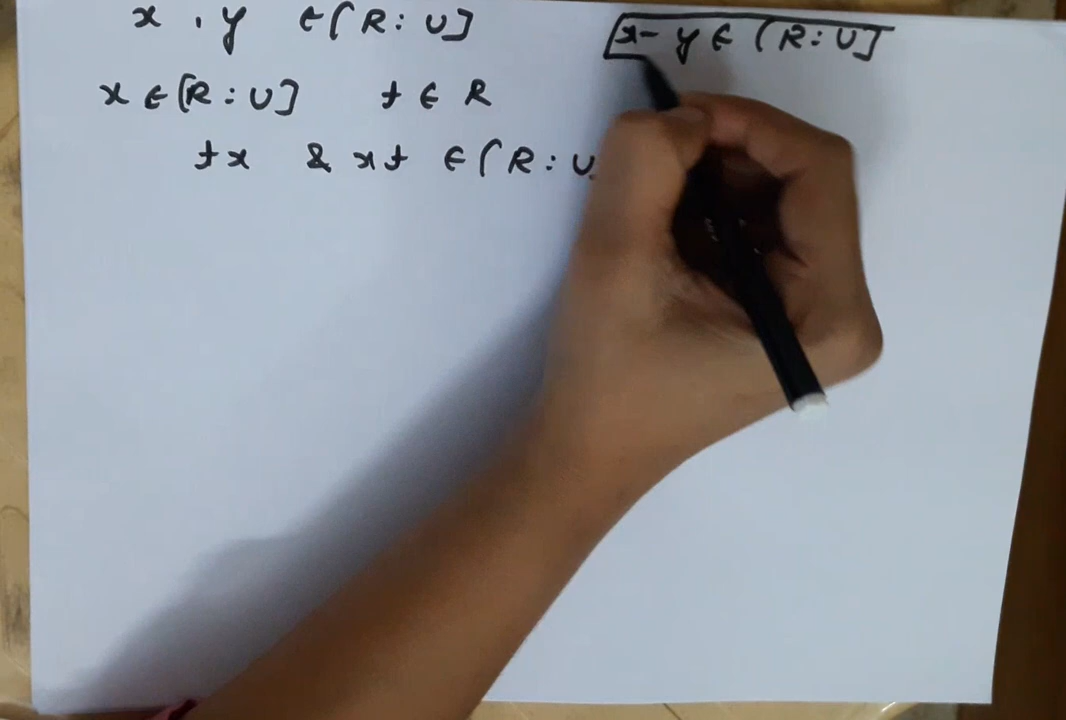 x , y ∈ [R : U]
x - y ∈ [R : U]
x ∈ [R : U] t ∈ R
tx & xt ∈ [R : U